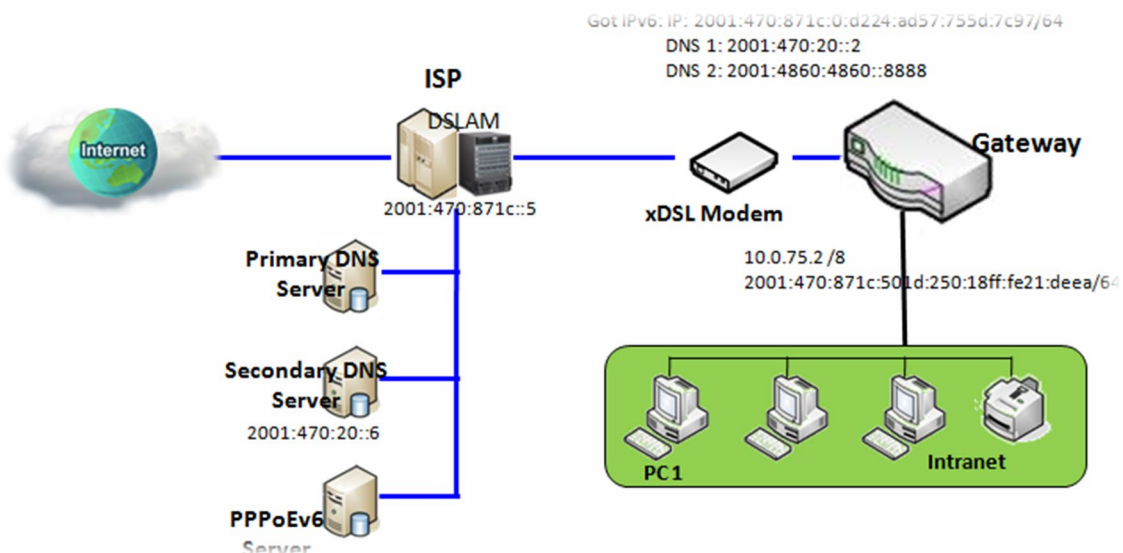 Got IPv6: IP: 2001:470:871c:0:d224:ad57:755d:7c97/64
DNS 1: 2001:470:20::2
DNS 2: 2001:4860:4860::8888
ISP
DSLAM
Internet
Gateway
2001:470:871c::5
xDSL Modem
Primary DNS
Server
10.0.75.2 /8
2001:470:871c:501d:250:18ff:fe21:deea/64
Secondary DNS
Server
2001:470:20::6
PC1
Intranet
PPPoEv6
Server